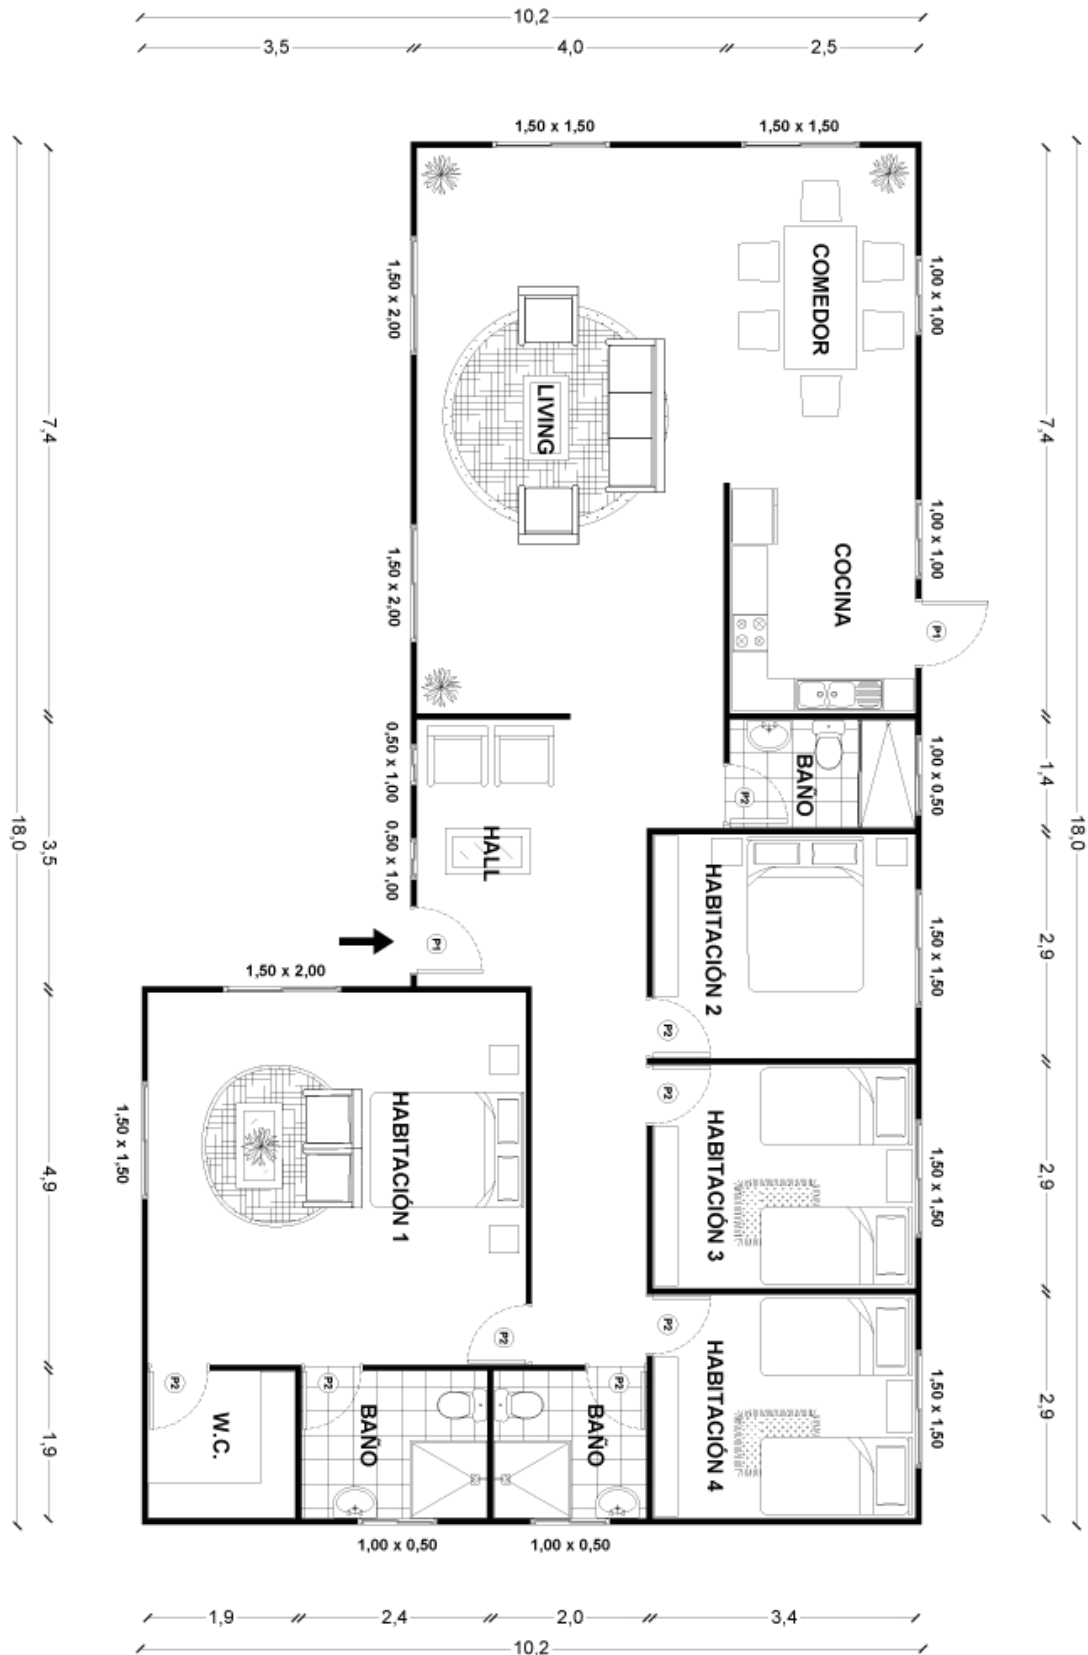 10,2
3,5
4,0
2,5
1,50 x 1,50
1,50 x 1,50
1,50 x 2,00
COMEDOR
1,00 x 1,00
LIVING
7,4
7,4
18,0
18,0
1,50 x 2,00
COCINA
1,00 x 1,00
P1
0,50 x 1,00
BAÑO
P2
1,00 x 0,50
1,4
0,50 x 1,00
HALL
3,5
P1
HABITACIÓN 2
P2
1,50 x 1,50
2,9
1,50 x 2,00
1,50 x 1,50
HABITACIÓN 1
4,9
P2
P2
HABITACIÓN 3
1,50 x 1,50
2,9
P2
HABITACIÓN 4
1,50 x 1,50
2,9
P2
W.C.
1,9
P2
BAÑO
P2
BAÑO
1,00 x 0,50
1,00 x 0,50
1,9
2,4
2,0
3,4
10,2